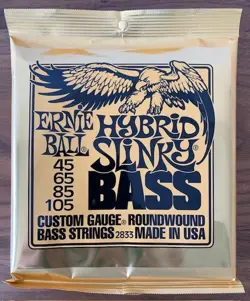 ERNIE BALL HYBRID SLINKY BASS
45
65
85
105
CUSTOM GAUGE® ROUNDWOUND
BASS STRINGS 2833 MADE IN USA